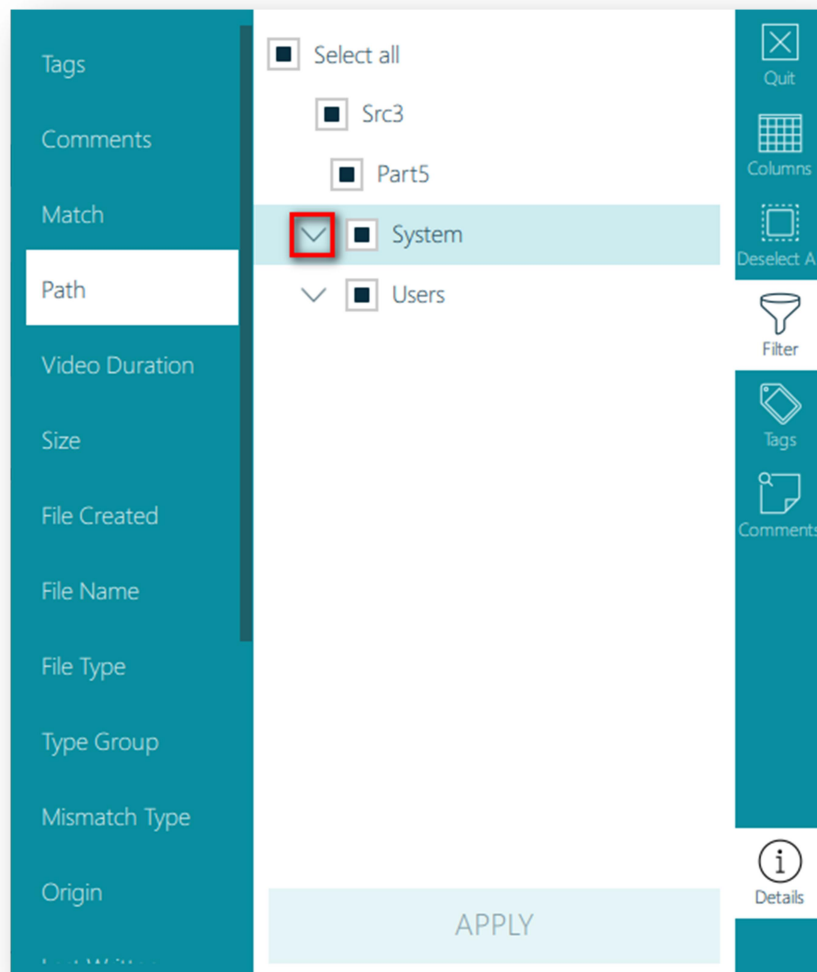 Tags
Comments
Match
Path
Video Duration
Size
File Created
File Name
File Type
Type Group
Mismatch Type
Origin
Select all
Src3
Part5
System
Users
APPLY
Quit
Columns
Deselect A
Filter
Tags
Comments
Details